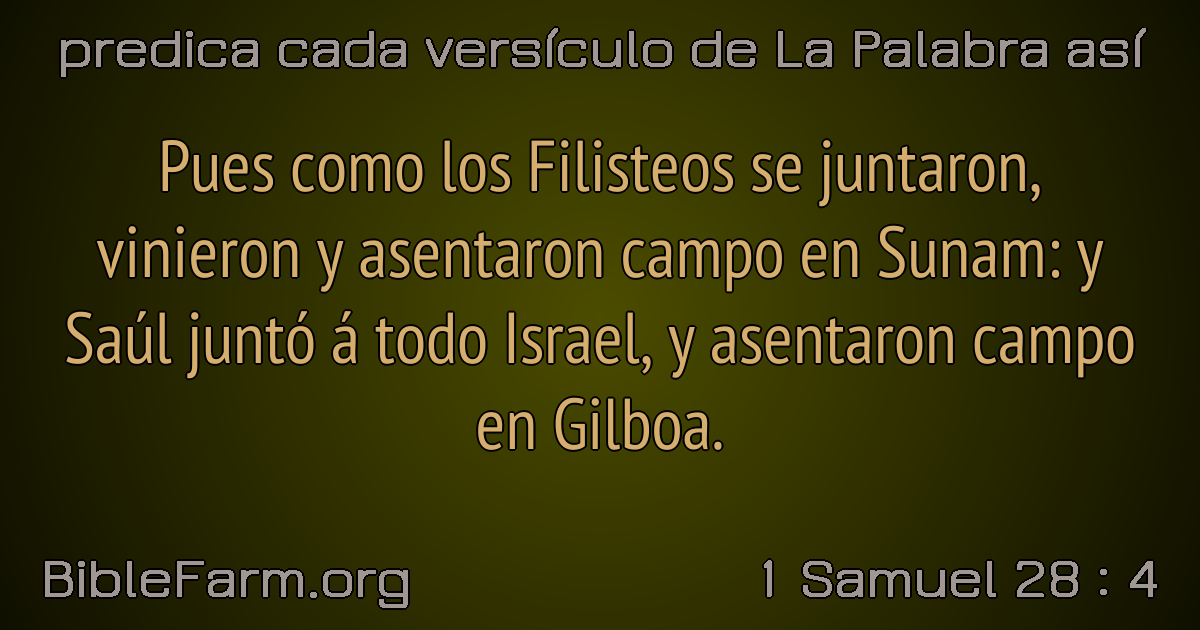 predica cada versículo de La Palabra así
Pues como los Filisteos se juntaron,
vinieron y asentaron campo en Sunam: y
Saúl juntó á todo Israel, y asentaron campo
en Gilboa.
BibleFarm.org
1 Samuel 28 : 4